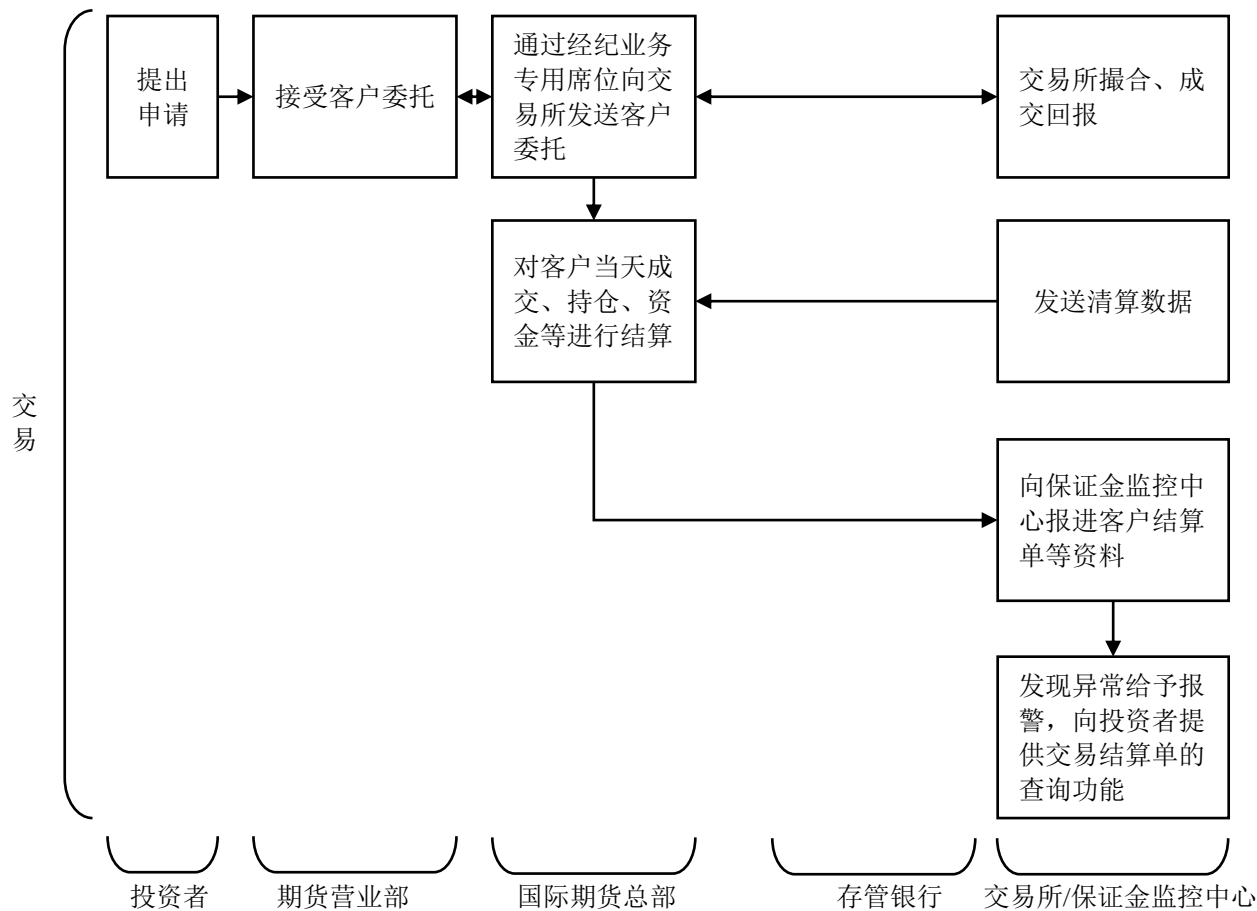 提出
申请
接受客户委托
通过经纪业务
专用席位向交
易所发送客户
委托
交易所撮合、成
交回报
对客户当天成
交、持仓、资
金等进行结算
发送清算数据
交
易
向保证金监控中
心报进客户结算
单等资料
发现异常给予报
警，向投资者提
供交易结算单的
查询功能
投资者
期货营业部
国际期货总部
存管银行
交易所/保证金监控中心